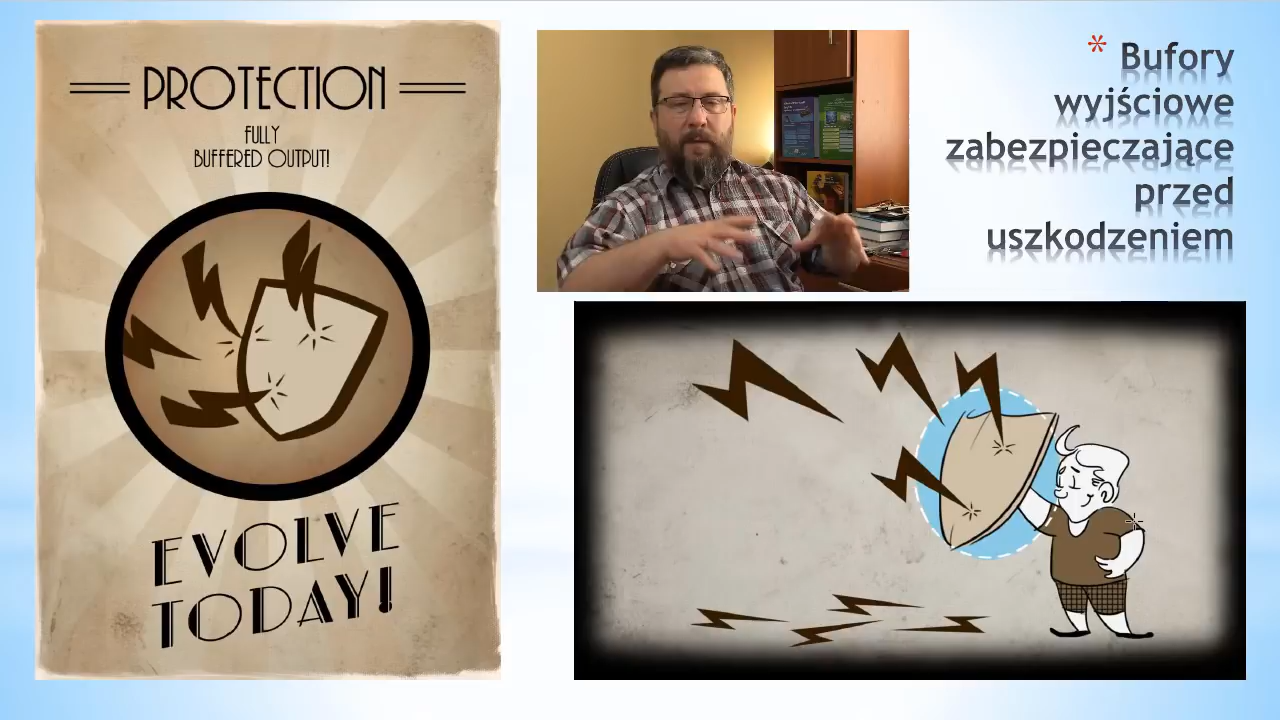 PROTECTION
FULLY
BUFFERED OUTPUT!
EVOLVE
TODAY!
* Bufory
wyjściowe
zabezpieczające
przed
uszkodzeniem